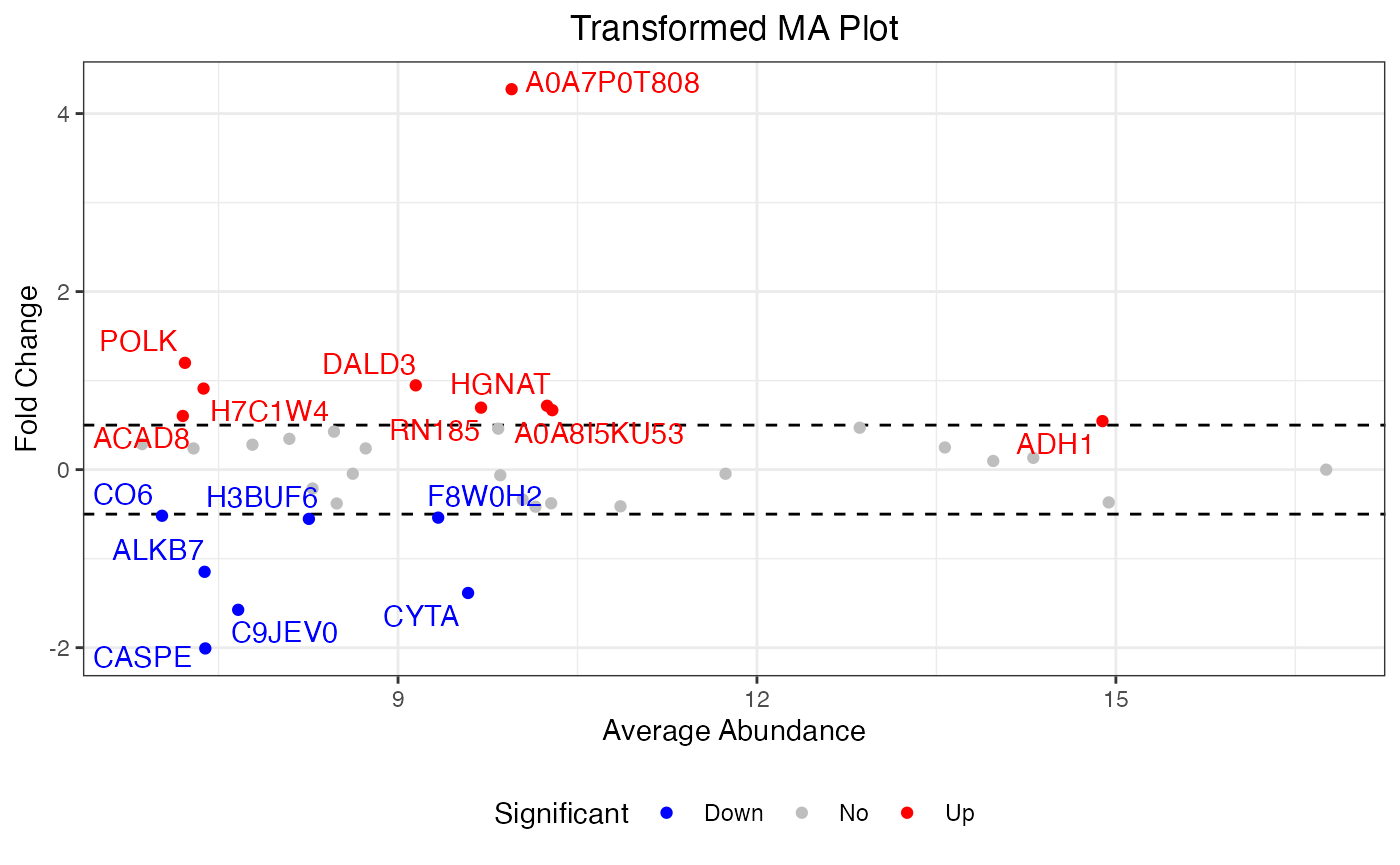 Transformed MA Plot
Fold Change
4
2
0
-2
A0A7P0T808
POLK
DALD3
HGNAT
H7C1W4
RN185
A0A8I5KU53
ACAD8
ADH1
CO6
H3BUF6
F8W0H2
ALKB7
CYTA
C9JEV0
CASPE
9
12
15
Average Abundance
Significant Down No Up